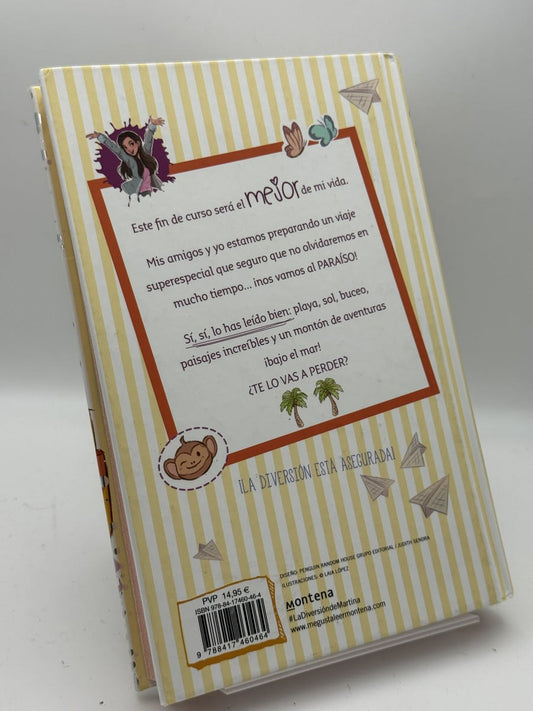 Este fin de curso será el mejor de mi vida.
Mis amigos y yo estamos preparando un viaje
superespecial que seguro que no olvidaremos en
mucho tiempo... ¡nos vamos al PARAÍSO!
Sí, sí, lo has leído bien: playa, sol, buceo,
paisajes increíbles y un montón de aventuras
¡bajo el mar!
¿TE LO VAS A PERDER?
¡LA DIVERSIÓN ESTÁ ASEGURADA!
DISEÑO: PENGUIN RANDOM HOUSE GRUPO EDITORIAL / JUDITH SENDRA
ILUSTRACIONES: © LAIA LÓPEZ
montena
#LaDiversióndeMartina
www.megustaleermontena.com
PVP 14,95 €
ISBN 978-84-17460-46-4
9 788417 460464